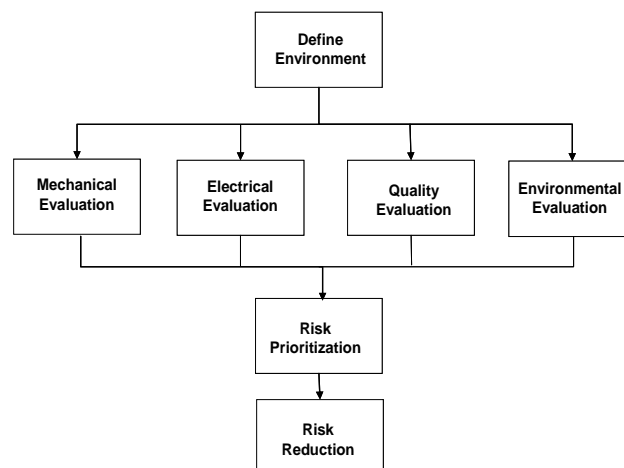 Define
Environment
Mechanical
Evaluation
Electrical
Evaluation
Quality
Evaluation
Environmental
Evaluation
Risk
Prioritization
Risk
Reduction